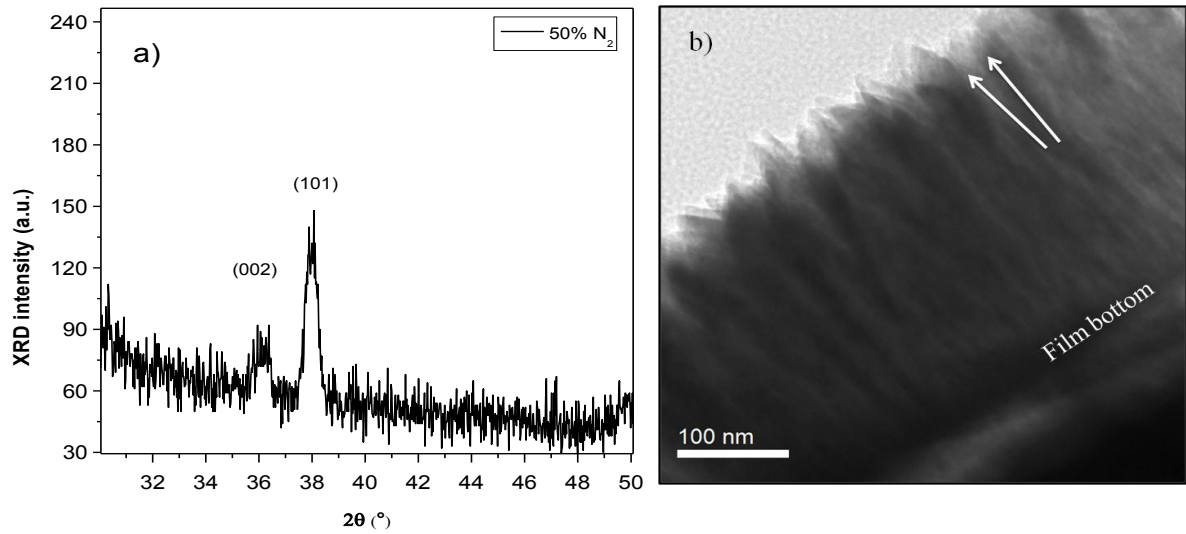 a)
50% N₂
240
210
180
150
120
90
60
30
(101)
(002)
XRD intensity (a.u.)
32 34 36 38 40 42 44 46 48 50
2θ (°)
b)
Film bottom
100 nm